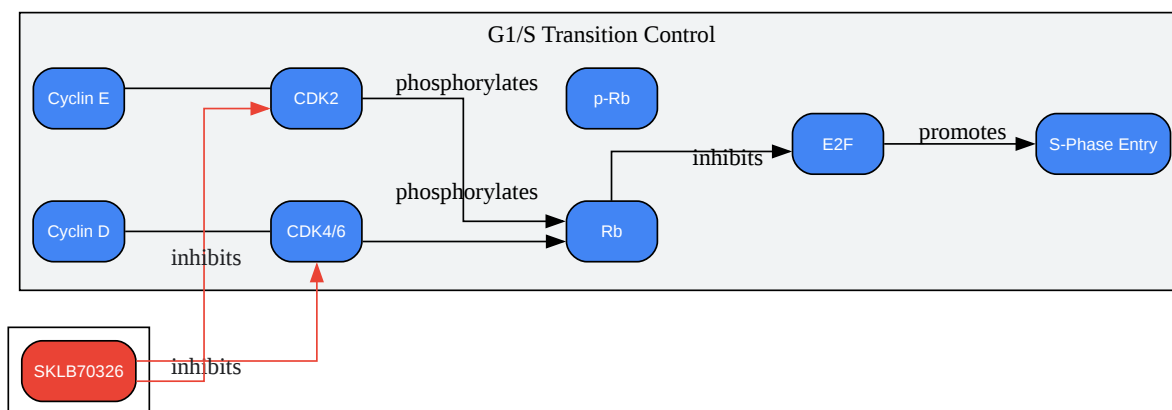 G1/S Transition Control
Cyclin E
CDK2
phosphorylates
p-Rb
E2F
promotes
S-Phase Entry
inhibits
phosphorylates
Cyclin D
CDK4/6
Rb
inhibits
SKLB70326
inhibits